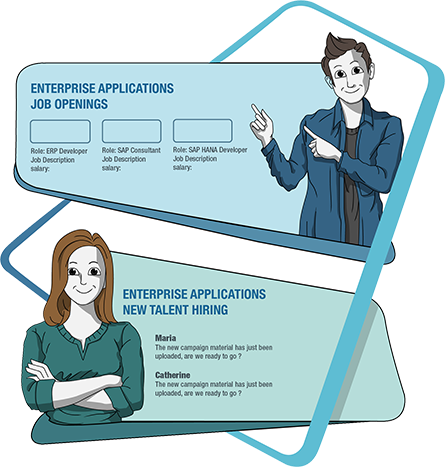 ENTERPRISE APPLICATIONS
JOB OPENINGS
Role: ERP Developer
Job Description
salary:
Role: SAP Consultant
Job Description
salary:
Role: SAP HANA Developer
Job Description
salary:
ENTERPRISE APPLICATIONS
NEW TALENT HIRING
Maria
The new campaign material has just been
uploaded, are we ready to go ?
Catherine
The new campaign material has just been
uploaded, are we ready to go ?